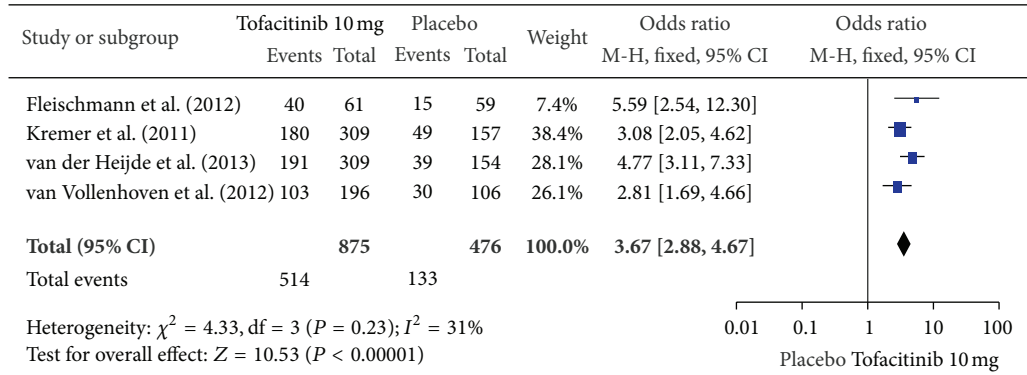 Study or subgroup Tofacitinib 10 mg Placebo Weight Odds ratio Odds ratio
Events Total Events Total M-H, fixed, 95% CI M-H, fixed, 95% CI
Fleischmann et al. (2012) 40 61 15 59 7.4% 5.59 [2.54, 12.30]
Kremer et al. (2011) 180 309 49 157 38.4% 3.08 [2.05, 4.62]
van der Heijde et al. (2013) 191 309 39 154 28.1% 4.77 [3.11, 7.33]
van Vollenhoven et al. (2012) 103 196 30 106 26.1% 2.81 [1.69, 4.66]
Total (95% CI) 875 476 100.0% 3.67 [2.88, 4.67]
Total events 514 133
Heterogeneity: χ² = 4.33, df = 3 (P = 0.23); I² = 31%
Test for overall effect: Z = 10.53 (P < 0.00001)
0.01 0.1 1 10 100
Placebo Tofacitinib 10 mg